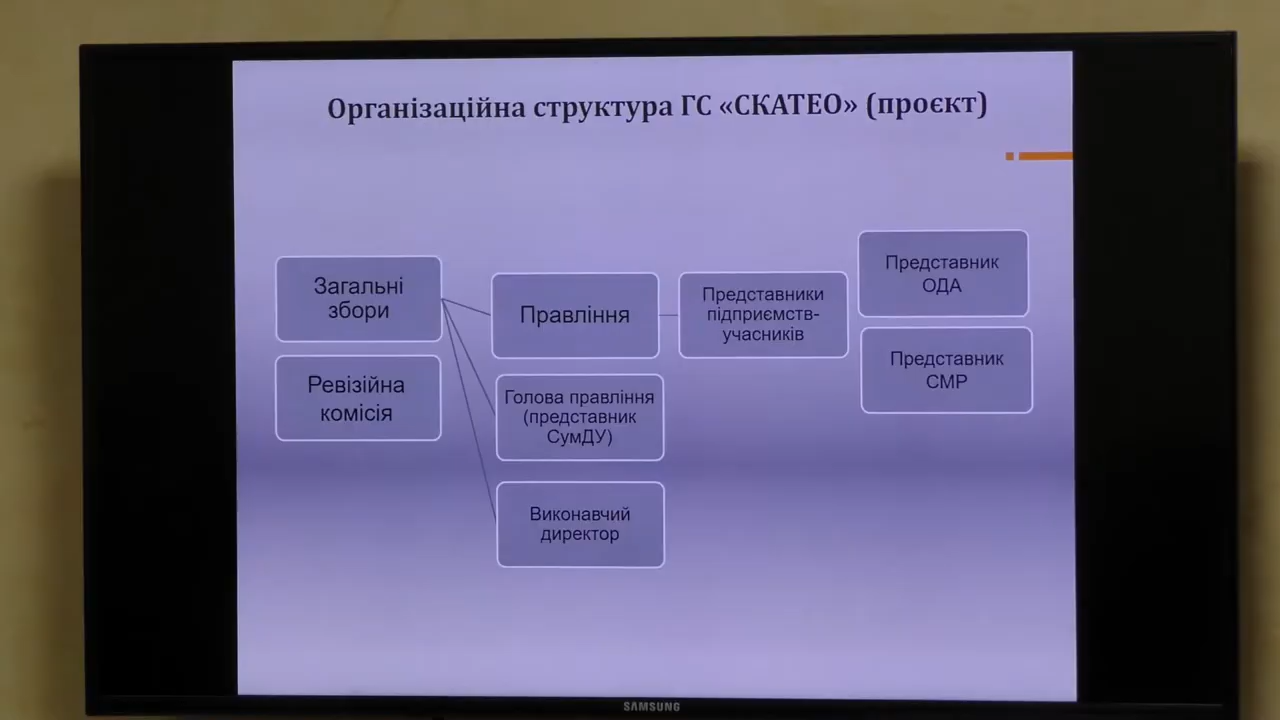 Організаційна структура ГС «СКАТЕО» (проєкт)
Загальні
збори
Ревізійна
комісія
Правління
Голова правління
(представник
СумДУ)
Виконавчий
директор
Представники
підприємств-
учасників
Представник
ОДА
Представник
СМР
SAMSUNG